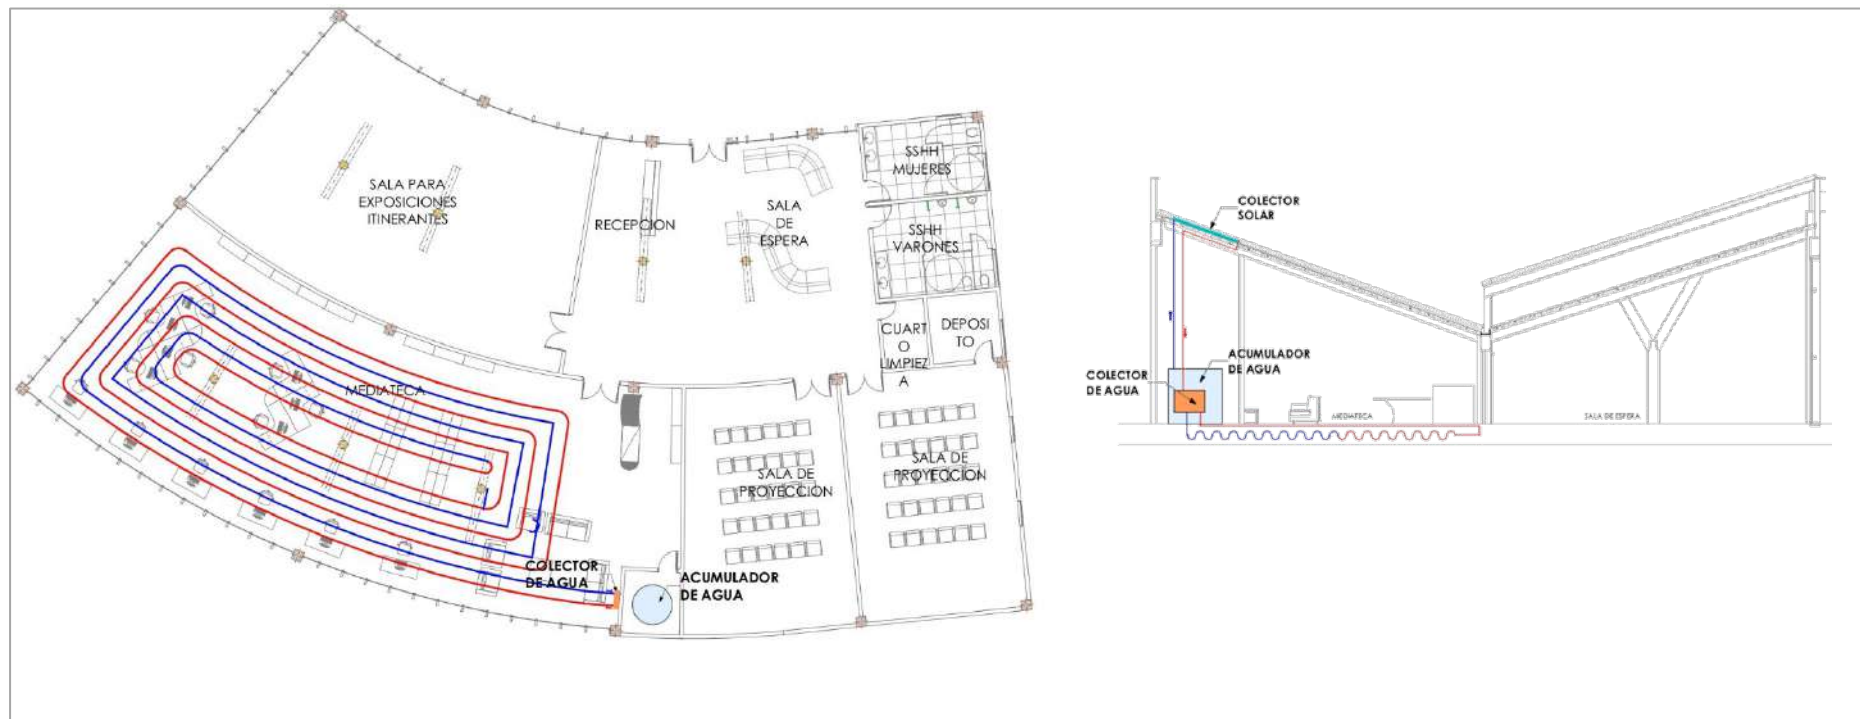 SALA PARA
EXPOSICIONES
ITINERANTES
RECEPCION
SALA
DE
ESPERA
SSHH
MUJERES
SSHH
VARONES
CUART
O
LIMPIEZ
A
DEPOSI
TO
MEDIATECA
SALA DE
PROYECCION
SALA DE
PROYECCION
COLECTOR
DE AGUA
ACUMULADOR
DE AGUA
COLECTOR
SOLAR
ACUMULADOR
DE AGUA
COLECTOR
DE AGUA
MEDIATECA
SALA DE ESPERA